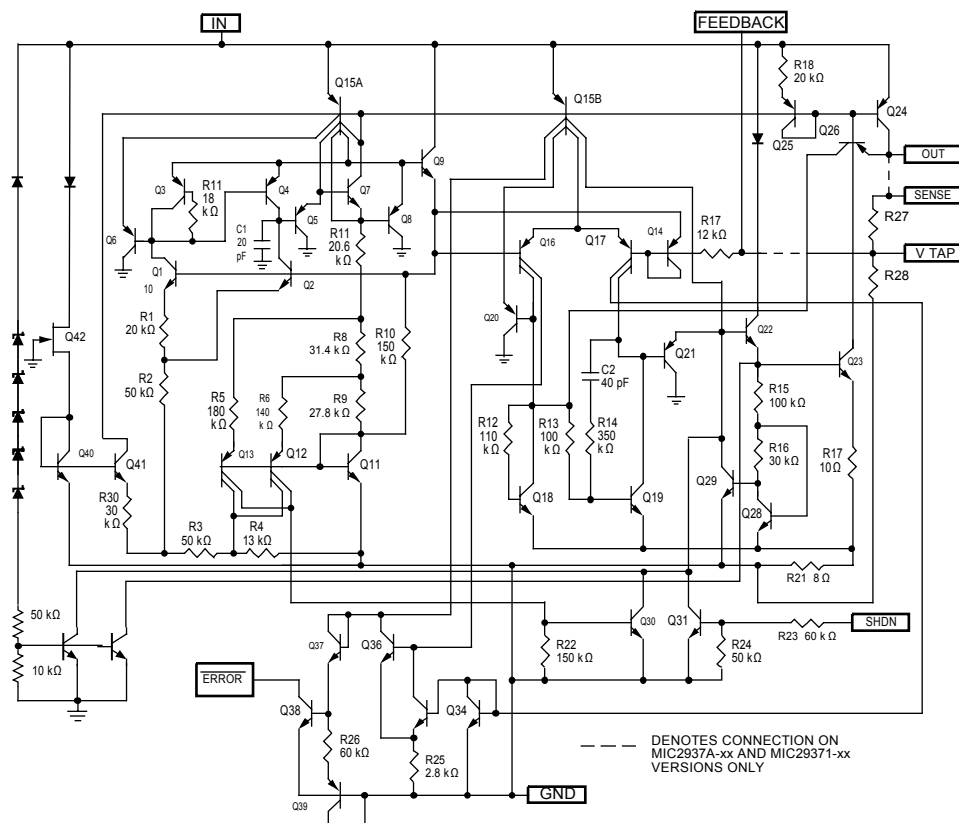 IN
FEEDBACK
R18
20 kΩ
Q15A
Q15B
Q24
Q26
Q25
OUT
Q9
SENSE
Q3
R11
18
kΩ
Q4
Q7
Q6
C1
20
pF
Q5
Q8
Q16
Q17
Q14
R17
12 kΩ
R27
V TAP
R11
20.6
kΩ
R28
Q1
10
Q2
Q42
R1
20 kΩ
R8
31.4 kΩ
R10
150
kΩ
Q20
Q21
Q22
Q23
C2
40 pF
R2
50 kΩ
R5
180
kΩ
R6
140
kΩ
R9
27.8 kΩ
R15
100 kΩ
R12
110
kΩ
R13
100
kΩ
R14
350
kΩ
R16
30 kΩ
R17
10Ω
Q40
Q41
Q13
Q12
Q11
Q29
Q18
Q19
Q28
R30
30
kΩ
R3
50 kΩ
R4
13 kΩ
R21 8 Ω
50 kΩ
10 kΩ
Q37
Q36
R22
150 kΩ
Q30
Q31
R24
50 kΩ
R23 60 kΩ
SHDN
ERROR
Q38
Q34
R26
60 kΩ
R25
2.8 kΩ
Q39
GND
DENOTES CONNECTION ON
MIC2937A-xx AND MIC29371-xx
VERSIONS ONLY